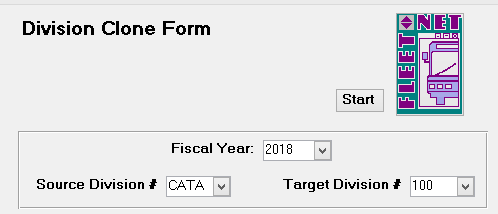 Division Clone Form
FLEET NET
Start
Fiscal Year: 2018
Source Division # CATA Target Division # 100